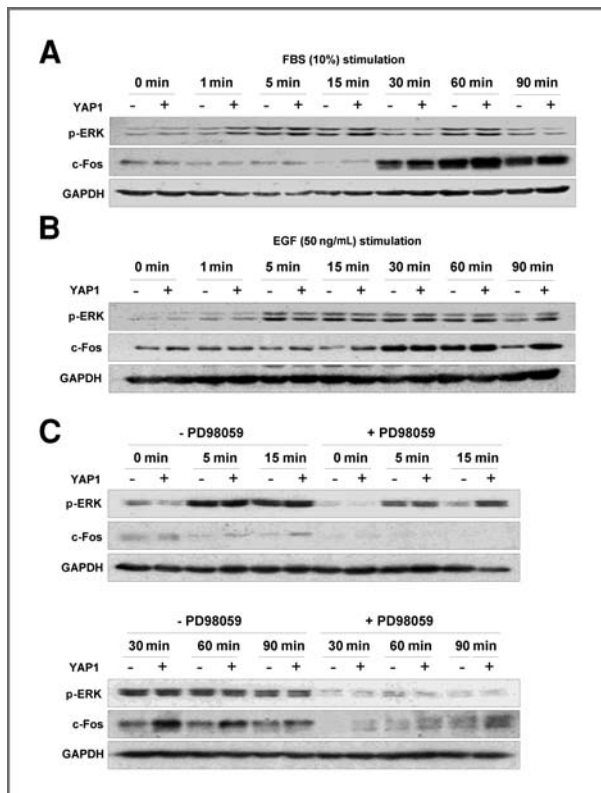 A
FBS (10%) stimulation
0 min 1 min 5 min 15 min 30 min 60 min 90 min
YAP1 - + - + - + - + - + - + - +
p-ERK
c-Fos
GAPDH
B
EGF (50 ng/mL) stimulation
0 min 1 min 5 min 15 min 30 min 60 min 90 min
YAP1 - + - + - + - + - + - + - +
p-ERK
c-Fos
GAPDH
C
- PD98059 + PD98059
0 min 5 min 15 min 0 min 5 min 15 min
YAP1 - + - + - + - + - + - +
p-ERK
c-Fos
GAPDH
- PD98059 + PD98059
30 min 60 min 90 min 30 min 60 min 90 min
YAP1 - + - + - + - + - + - +
p-ERK
c-Fos
GAPDH